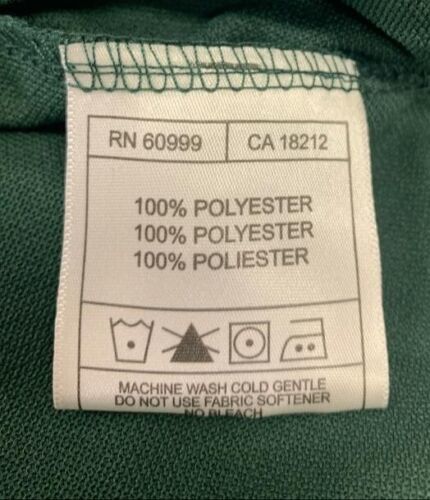 RN 60999 CA 18212
100% POLYESTER
100% POLYESTER
100% POLIESTER
MACHINE WASH COLD GENTLE
DO NOT USE FABRIC SOFTENER
NO BLEACH